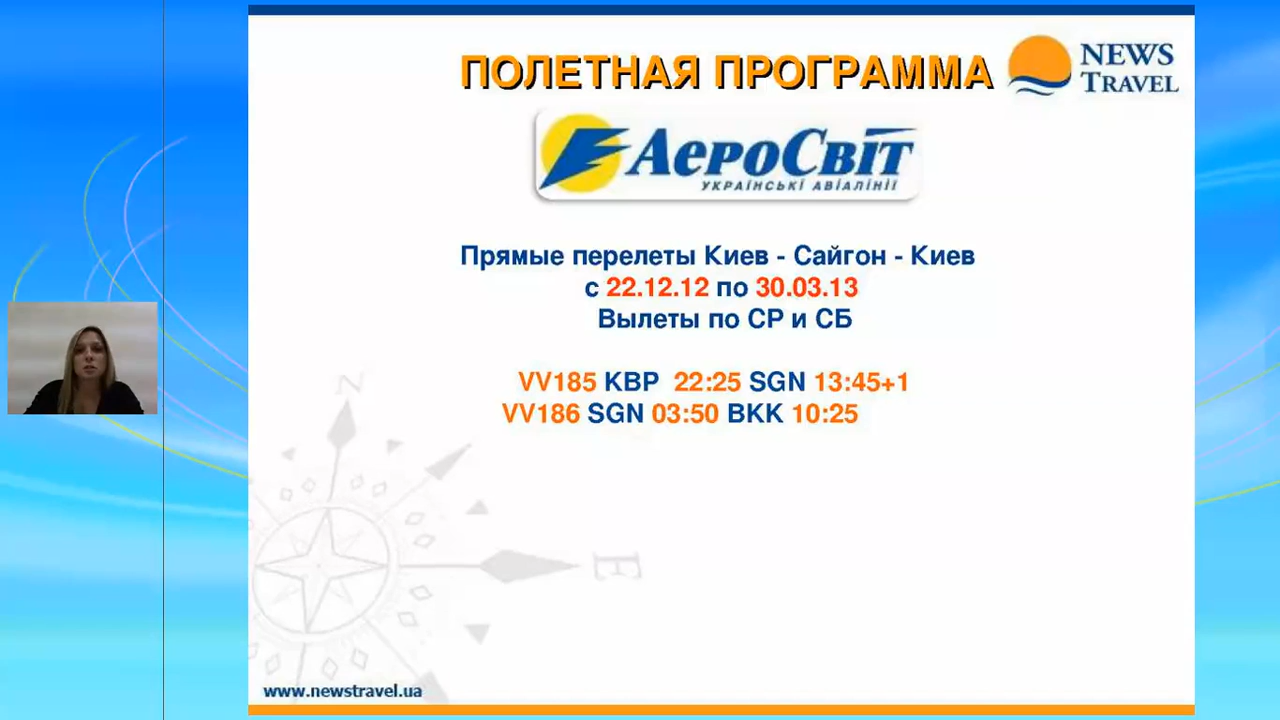 ПОЛЕТНАЯ ПРОГРАММА
NEWS
TRAVEL
АероСвіт
УКРАЇНСЬКІ АВІАЛІНІЇ
Прямые перелеты Киев - Сайгон - Киев
с 22.12.12 по 30.03.13
Вылеты по СР и СБ
VV185 KBP 22:25 SGN 13:45+1
VV186 SGN 03:50 BKK 10:25
N
E
www.newstravel.ua